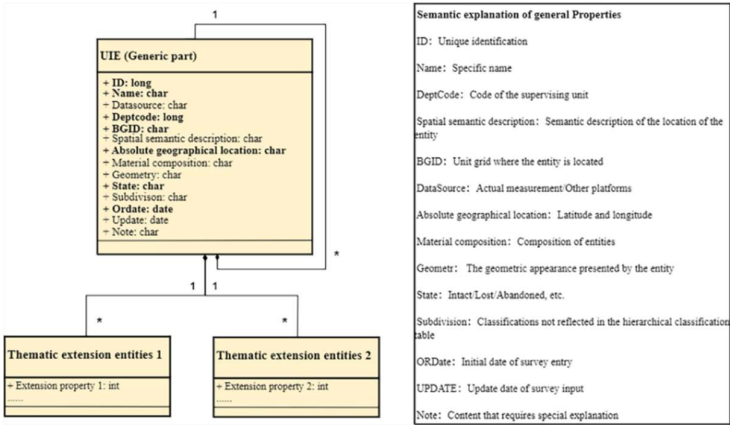 1
UIE (Generic part)
+ ID: long
+ Name: char
+ Datasource: char
+ Deptcode: long
+ BGID: char
+ Spatial semantic description: char
+ Absolute geographical location: char
+ Material composition: char
+ Geometry: char
+ State: char
+ Subdivison: char
+ Ordate: date
+ Update: date
+ Note: char
*
1 1
* *
Thematic extension entities 1
+ Extension property 1: int
......
Thematic extension entities 2
+ Extension property 2: int
......
Semantic explanation of general Properties
ID: Unique identification
Name: Specific name
DeptCode: Code of the supervising unit
Spatial semantic description: Semantic description of the location of the
entity
BGID: Unit grid where the entity is located
DataSource: Actual measurement/Other platforms
Absolute geographical location: Latitude and longitude
Material composition: Composition of entities
Geometr: The geometric appearance presented by the entity
State: Intact/Lost/Abandoned, etc.
Subdivision: Classifications not reflected in the hierarchical classification
table
ORDate: Initial date of survey entry
UPDATE: Update date of survey input
Note: Content that requires special explanation